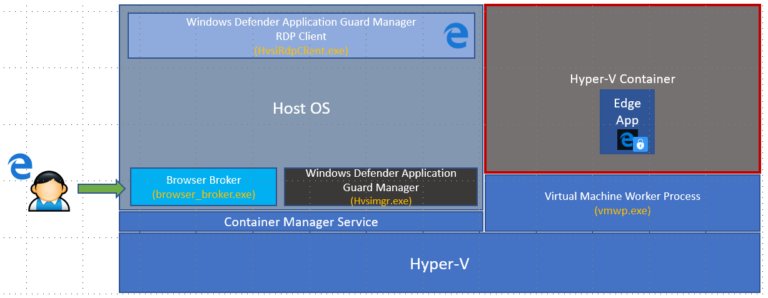 Windows Defender Application Guard Manager
RDP Client
(HvsiRdpClient.exe)
Host OS
Browser Broker
(browser_broker.exe)
Windows Defender Application
Guard Manager
(Hvsimgr.exe)
Container Manager Service
Hyper-V Container
Edge
App
Virtual Machine Worker Process
(vmwp.exe)
Hyper-V